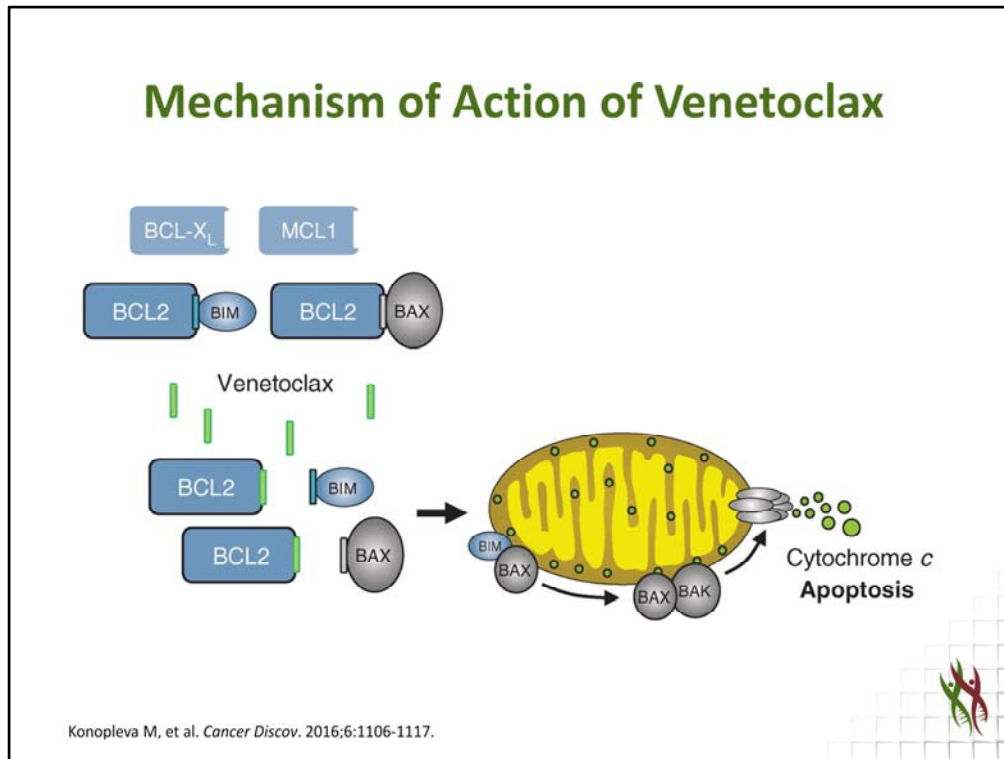 Mechanism of Action of Venetoclax
BCL-XL MCL1
BCL2 BIM BCL2 BAX
Venetoclax
BCL2 BIM
BCL2 BAX
BIM
BAX
BAX BAK
Cytochrome c
Apoptosis
Konopleva M, et al. Cancer Discov. 2016;6:1106-1117.